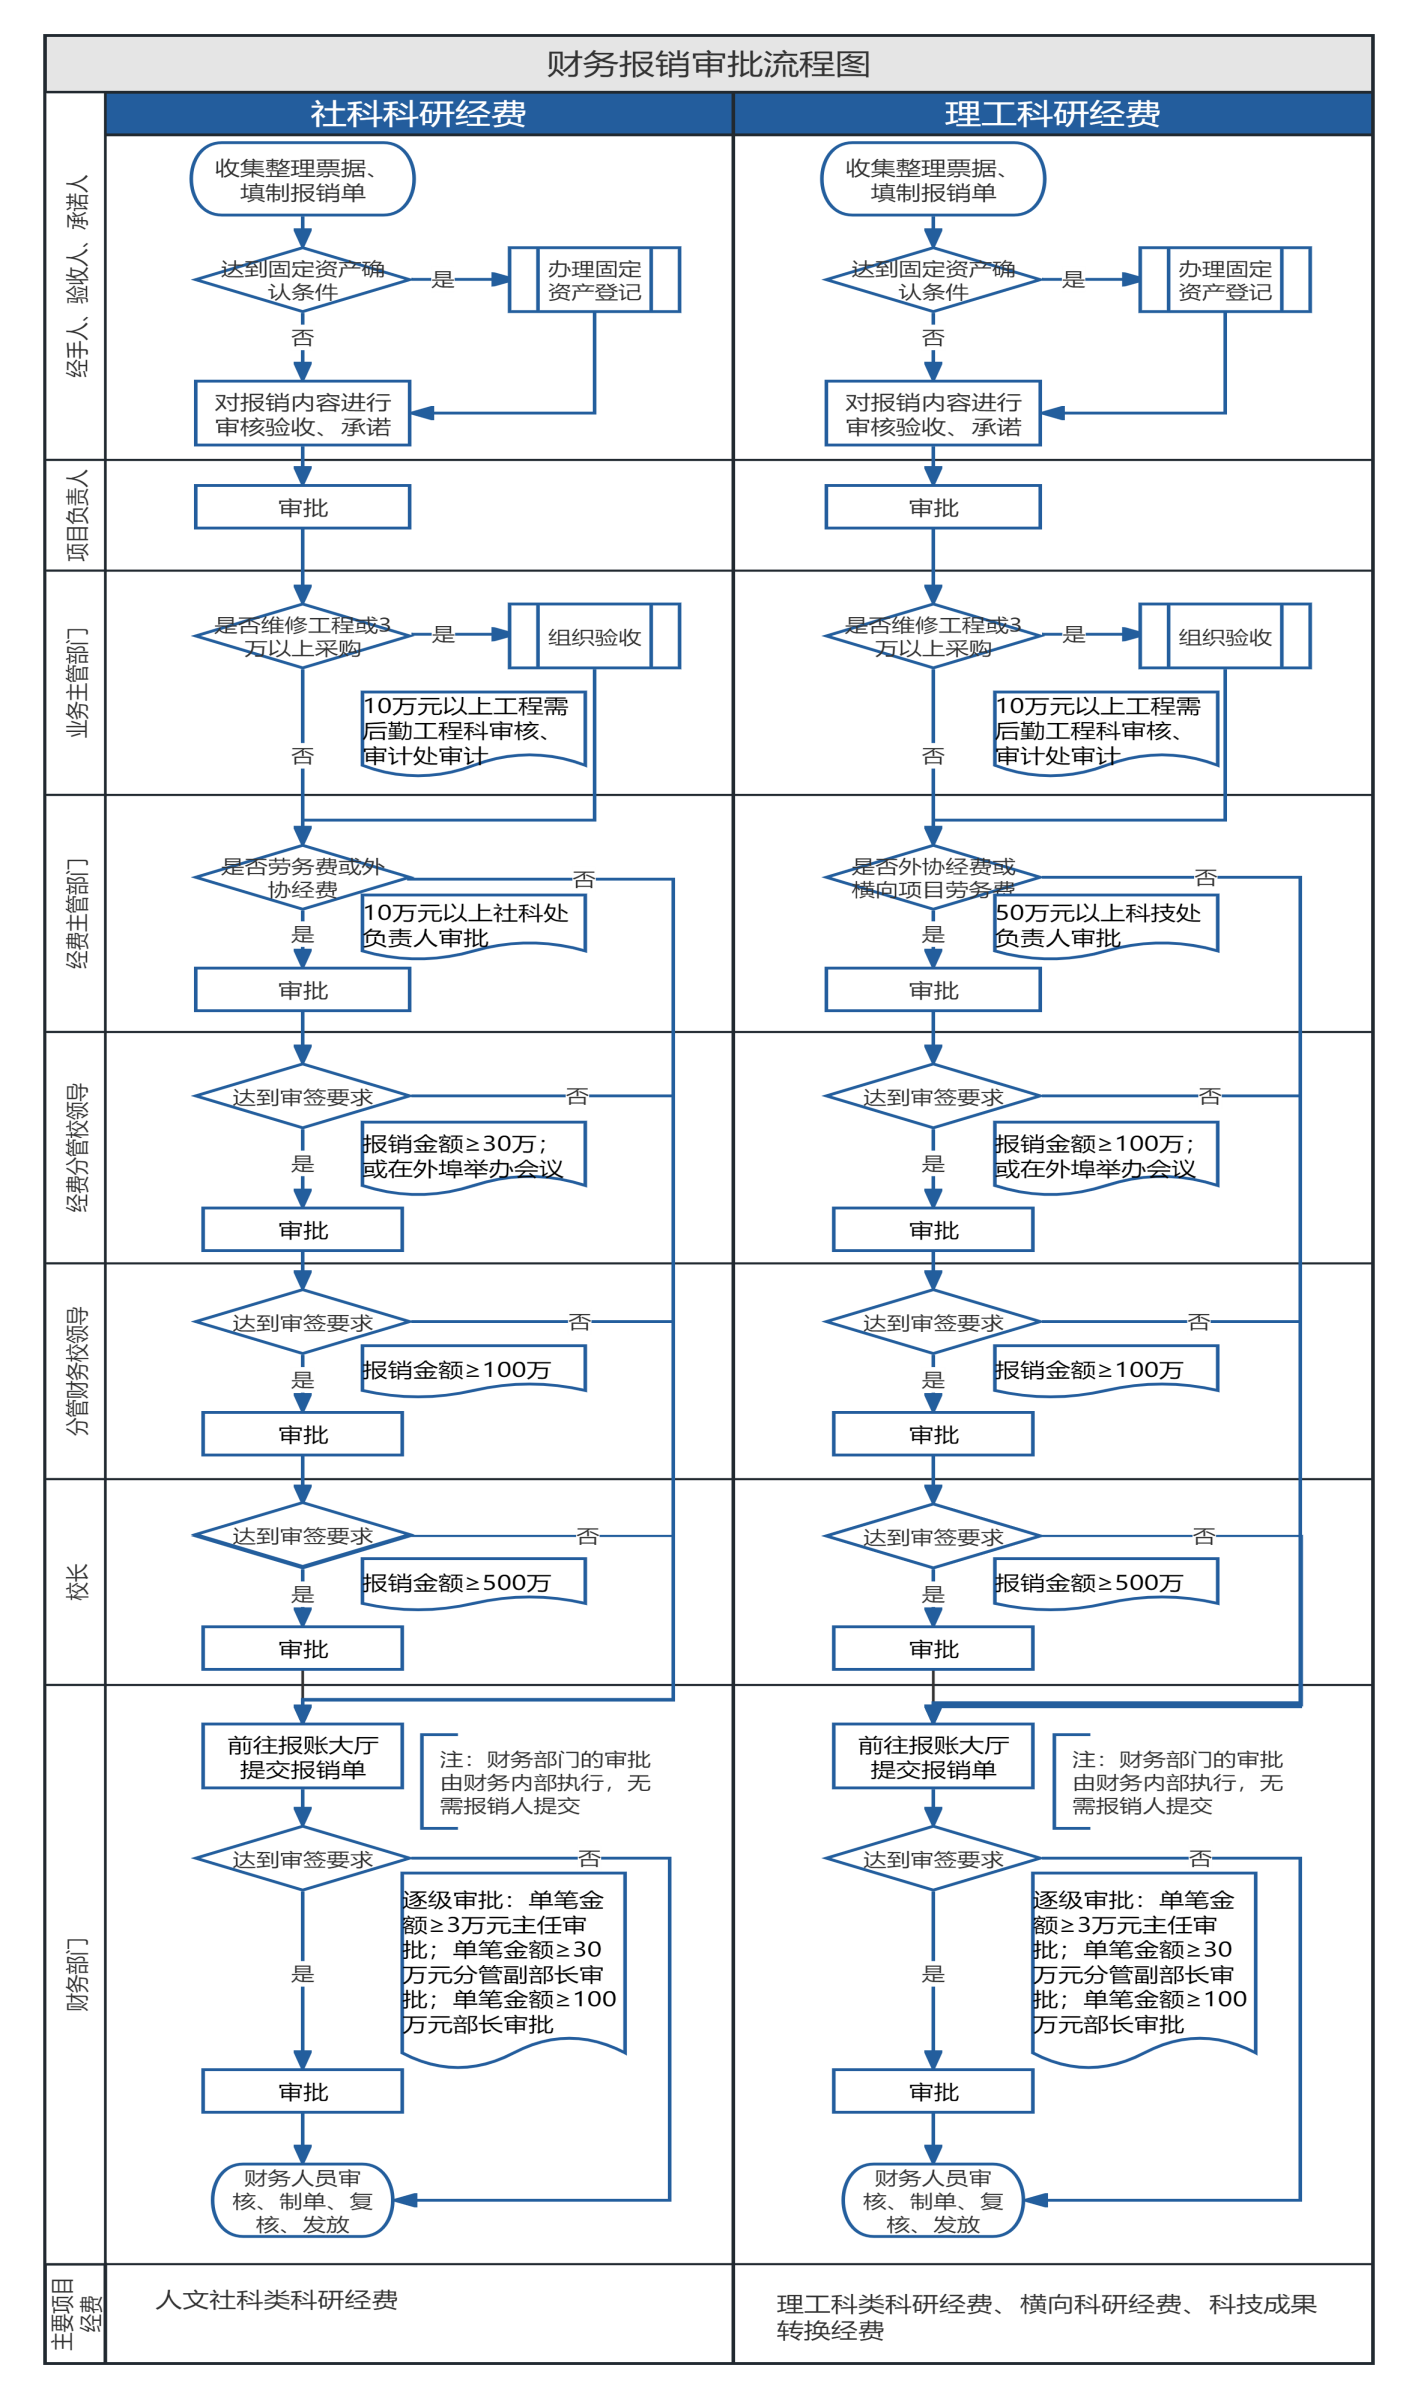 财务报销审批流程图
社科科研经费
理工科研经费
经手人、验收人、承诺人
收集整理票据、
填制报销单
达到固定资产确
认条件
是
办理固定
资产登记
否
对报销内容进行
审核验收、承诺
收集整理票据、
填制报销单
达到固定资产确
认条件
是
办理固定
资产登记
否
对报销内容进行
审核验收、承诺
项目负责人
审批
审批
业务主管部门
是否维修工程或3
万以上采购
是
组织验收
10万元以上工程需
后勤工程科审核、
审计处审计
否
是否维修工程或3
万以上采购
是
组织验收
10万元以上工程需
后勤工程科审核、
审计处审计
否
经费主管部门
是否劳务费或外
协经费
否
10万元以上社科处
负责人审批
是
审批
是否外协经费或
横向项目劳务费
否
50万元以上科技处
负责人审批
是
审批
经费分管校领导
达到审签要求
否
报销金额≥30万；
或在外埠举办会议
是
审批
达到审签要求
否
报销金额≥100万；
或在外埠举办会议
是
审批
分管财务校领导
达到审签要求
否
报销金额≥100万
是
审批
达到审签要求
否
报销金额≥100万
是
审批
校长
达到审签要求
否
报销金额≥500万
是
审批
达到审签要求
否
报销金额≥500万
是
审批
财务部门
前往报账大厅
提交报销单
注：财务部门的审批
由财务内部执行，无
需报销人提交
达到审签要求
否
逐级审批：单笔金
额≥3万元主任审
批；单笔金额≥30
万元分管副部长审
批；单笔金额≥100
万元部长审批
是
审批
财务人员审
核、制单、复
核、发放
前往报账大厅
提交报销单
注：财务部门的审批
由财务内部执行，无
需报销人提交
达到审签要求
否
逐级审批：单笔金
额≥3万元主任审
批；单笔金额≥30
万元分管副部长审
批；单笔金额≥100
万元部长审批
是
审批
财务人员审
核、制单、复
核、发放
主要项目
经费
人文社科类科研经费
理工科类科研经费、横向科研经费、科技成果
转换经费